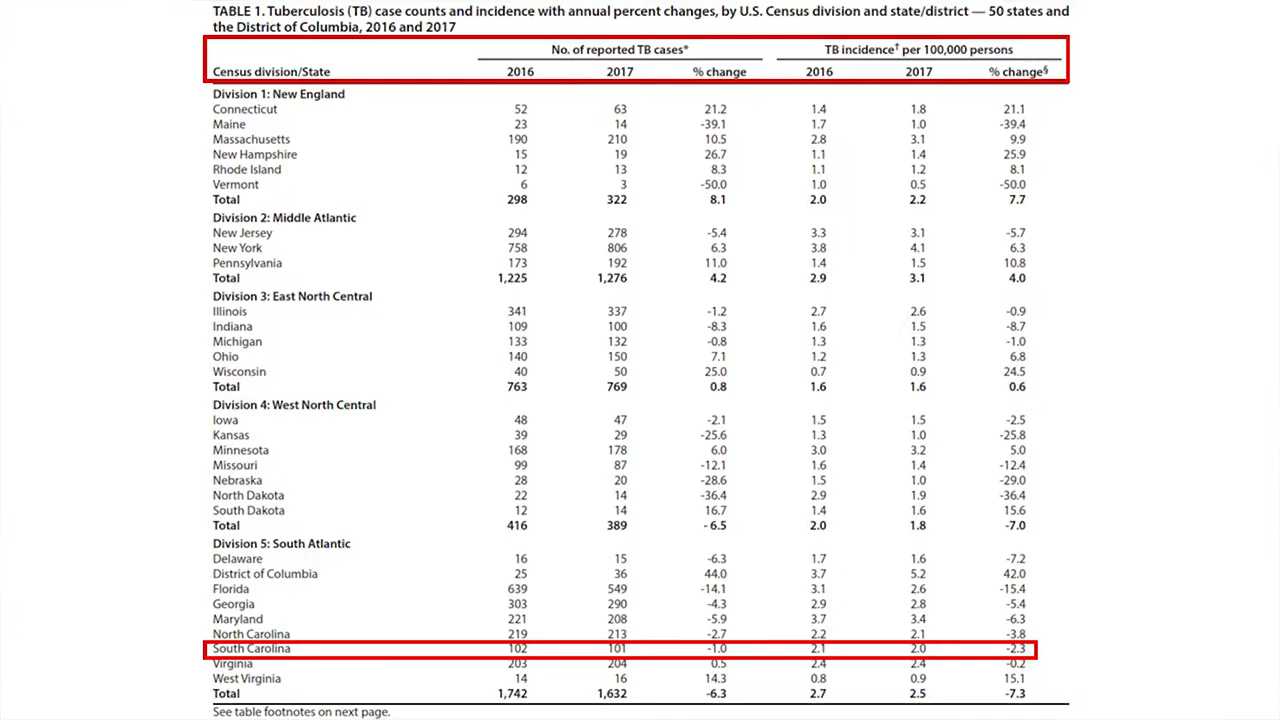 TABLE 1. Tuberculosis (TB) case counts and incidence with annual percent changes, by U.S. Census division and state/district — 50 states and
the District of Columbia, 2016 and 2017
No. of reported TB cases* TB incidence† per 100,000 persons
Census division/State 2016 2017 % change 2016 2017 % change§
Division 1: New England
Connecticut 52 63 21.2 1.4 1.8 21.1
Maine 23 14 -39.1 1.7 1.0 -39.4
Massachusetts 190 210 10.5 2.8 3.1 9.9
New Hampshire 15 19 26.7 1.1 1.4 25.9
Rhode Island 12 13 8.3 1.1 1.2 8.1
Vermont 6 3 -50.0 1.0 0.5 -50.0
Total 298 322 8.1 2.0 2.2 7.7
Division 2: Middle Atlantic
New Jersey 294 278 -5.4 3.3 3.1 -5.7
New York 758 806 6.3 3.8 4.1 6.3
Pennsylvania 173 192 11.0 1.4 1.5 10.8
Total 1,225 1,276 4.2 2.9 3.1 4.0
Division 3: East North Central
Illinois 341 337 -1.2 2.7 2.6 -0.9
Indiana 109 100 -8.3 1.6 1.5 -8.7
Michigan 133 132 -0.8 1.3 1.3 -1.0
Ohio 140 150 7.1 1.2 1.3 6.8
Wisconsin 40 50 25.0 0.7 0.9 24.5
Total 763 769 0.8 1.6 1.6 0.6
Division 4: West North Central
Iowa 48 47 -2.1 1.5 1.5 -2.5
Kansas 39 29 -25.6 1.3 1.0 -25.8
Minnesota 168 178 6.0 3.0 3.2 5.0
Missouri 99 87 -12.1 1.6 1.4 -12.4
Nebraska 28 20 -28.6 1.5 1.0 -29.0
North Dakota 22 14 -36.4 2.9 1.9 -36.4
South Dakota 12 14 16.7 1.4 1.6 15.6
Total 416 389 -6.5 2.0 1.8 -7.0
Division 5: South Atlantic
Delaware 16 15 -6.3 1.7 1.6 -7.2
District of Columbia 25 36 44.0 3.7 5.2 42.0
Florida 639 549 -14.1 3.1 2.6 -15.4
Georgia 303 290 -4.3 2.9 2.8 -5.4
Maryland 221 208 -5.9 3.7 3.4 -6.3
North Carolina 219 213 -2.7 2.2 2.1 -3.8
South Carolina 102 101 -1.0 2.1 2.0 -2.3
Virginia 203 204 0.5 2.4 2.4 -0.2
West Virginia 14 16 14.3 0.8 0.9 15.1
Total 1,742 1,632 -6.3 2.7 2.5 -7.3
See table footnotes on next page.